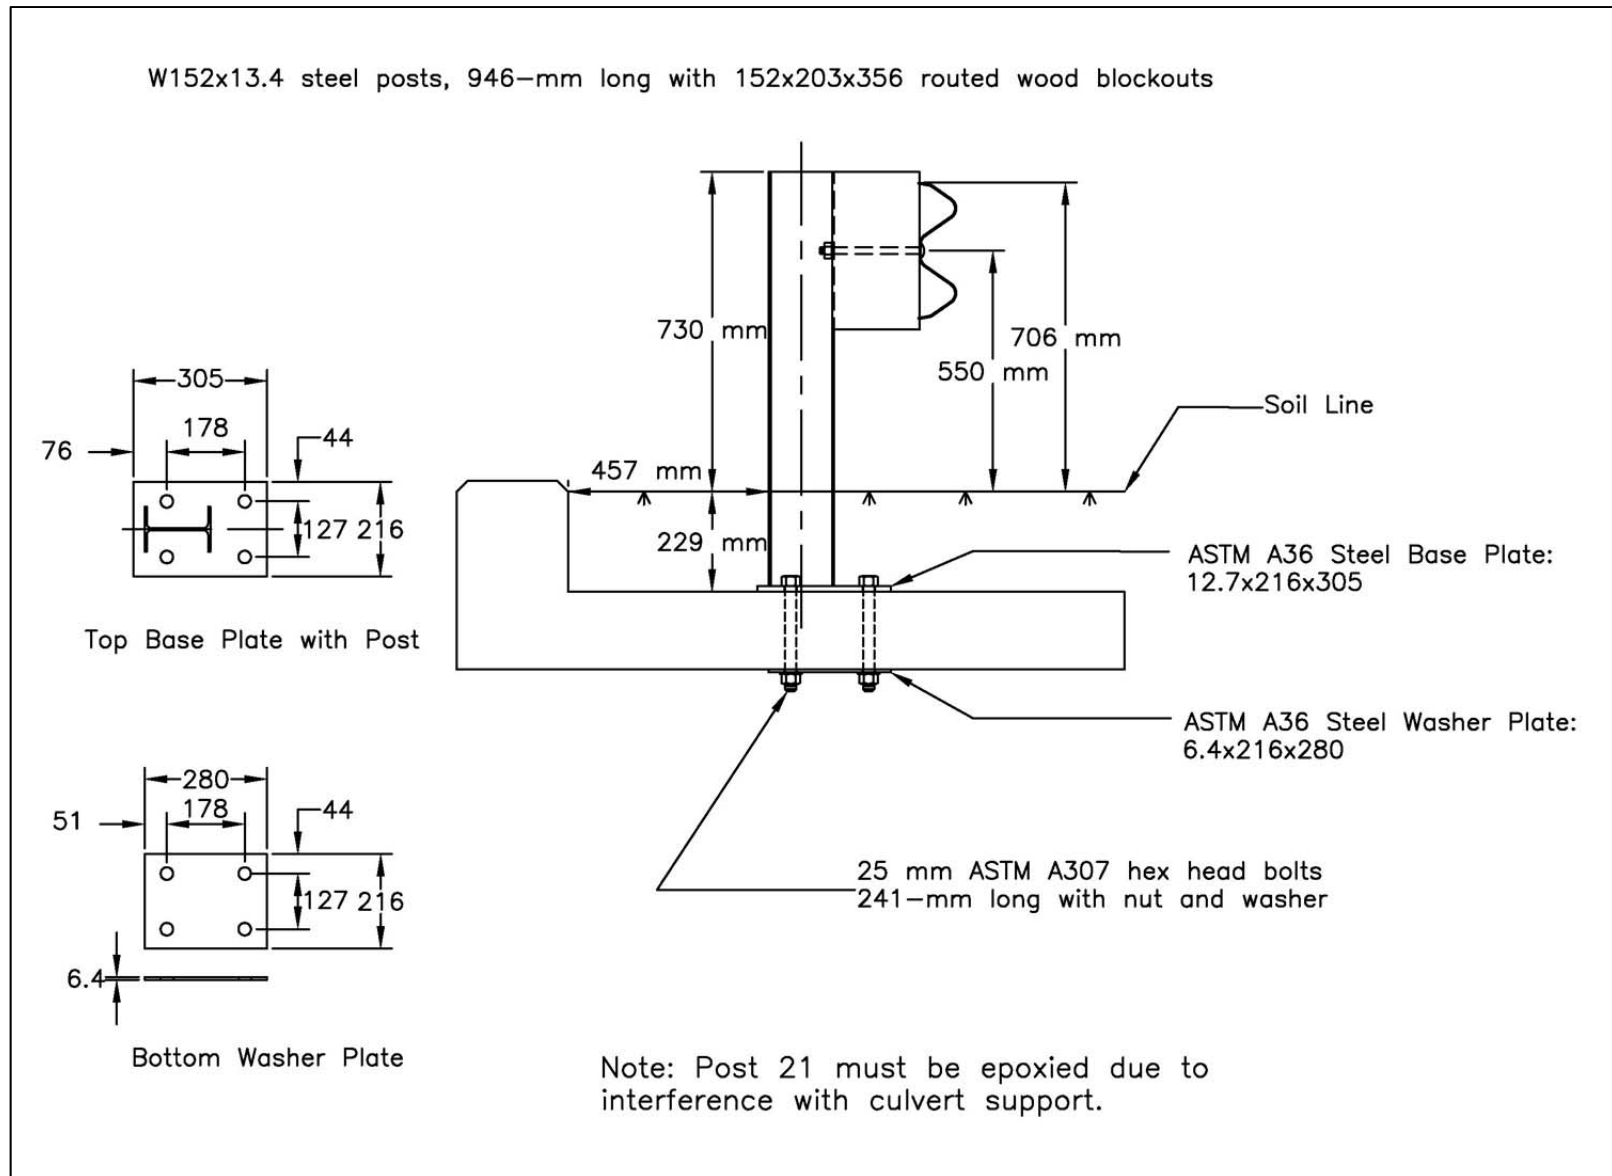 W152x13.4 steel posts, 946-mm long with 152x203x356 routed wood blockouts
730 mm
706 mm
550 mm
Soil Line
457 mm
229 mm
305
178
44
76
127 216
Top Base Plate with Post
ASTM A36 Steel Base Plate:
12.7x216x305
ASTM A36 Steel Washer Plate:
6.4x216x280
280
178
44
51
127 216
6.4
Bottom Washer Plate
25 mm ASTM A307 hex head bolts
241-mm long with nut and washer
Note: Post 21 must be epoxied due to
interference with culvert support.